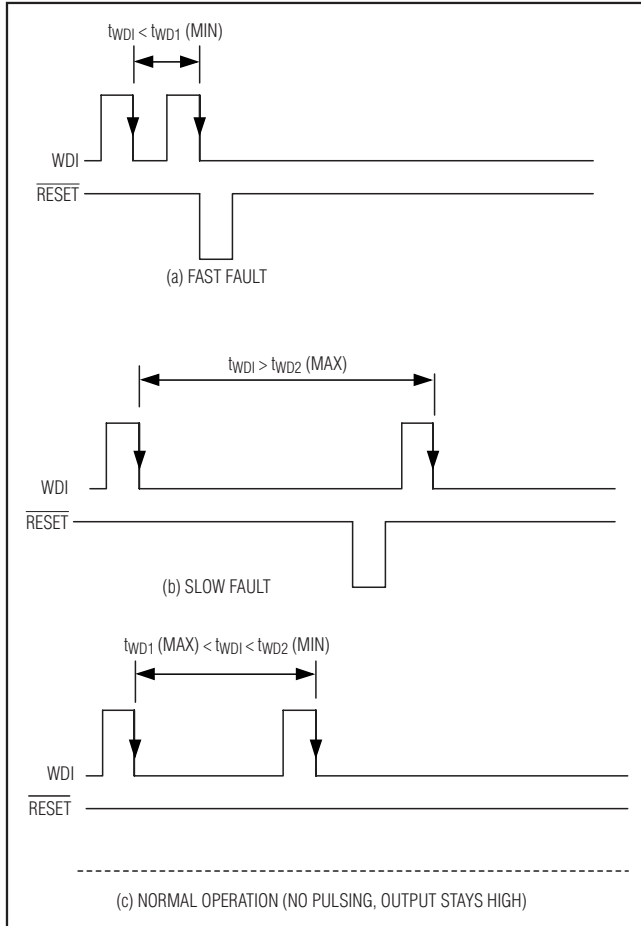 tWDI < tWD1 (MIN)
WDI
RESET
(a) FAST FAULT
tWDI > tWD2 (MAX)
WDI
RESET
(b) SLOW FAULT
tWD1 (MAX) < tWDI < tWD2 (MIN)
WDI
RESET
(c) NORMAL OPERATION (NO PULSING, OUTPUT STAYS HIGH)